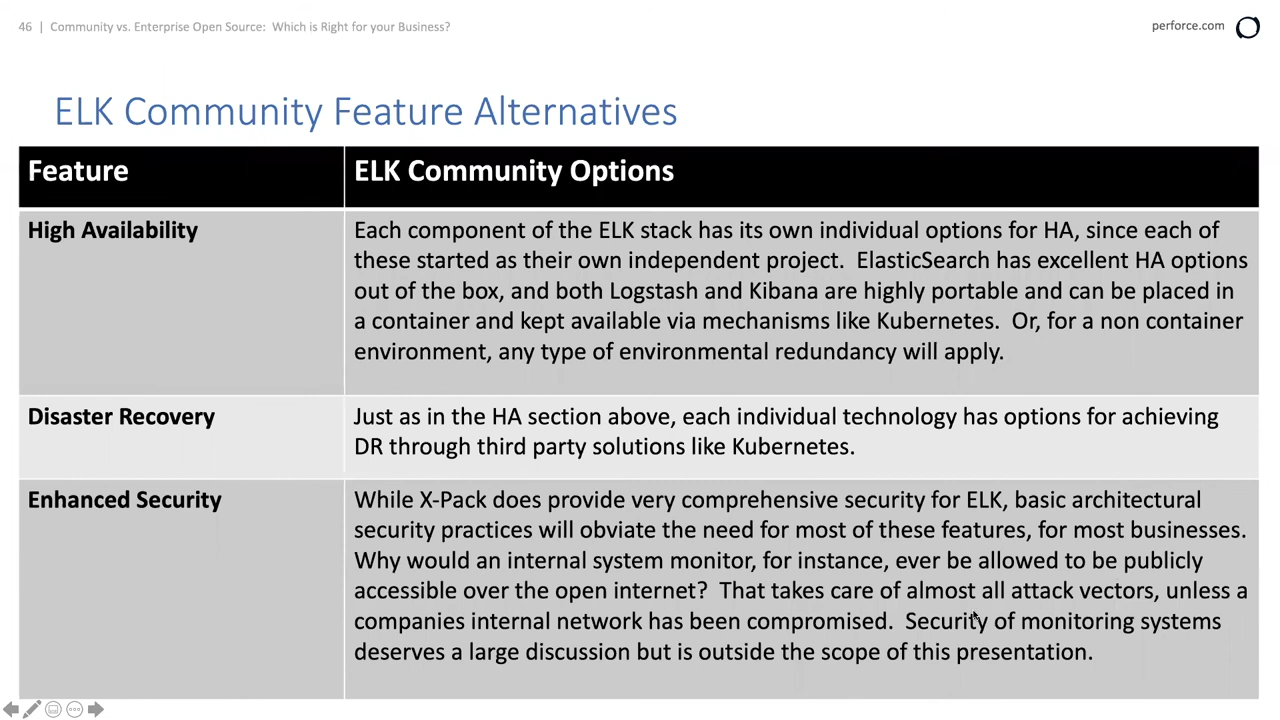 46 | Community vs. Enterprise Open Source: Which is Right for your Business?
perforce.com
ELK Community Feature Alternatives
Feature
ELK Community Options
High Availability
Each component of the ELK stack has its own individual options for HA, since each of
these started as their own independent project. ElasticSearch has excellent HA options
out of the box, and both Logstash and Kibana are highly portable and can be placed in
a container and kept available via mechanisms like Kubernetes. Or, for a non container
environment, any type of environmental redundancy will apply.
Disaster Recovery
Just as in the HA section above, each individual technology has options for achieving
DR through third party solutions like Kubernetes.
Enhanced Security
While X-Pack does provide very comprehensive security for ELK, basic architectural
security practices will obviate the need for most of these features, for most businesses.
Why would an internal system monitor, for instance, ever be allowed to be publicly
accessible over the open internet? That takes care of almost all attack vectors, unless a
companies internal network has been compromised. Security of monitoring systems
deserves a large discussion but is outside the scope of this presentation.